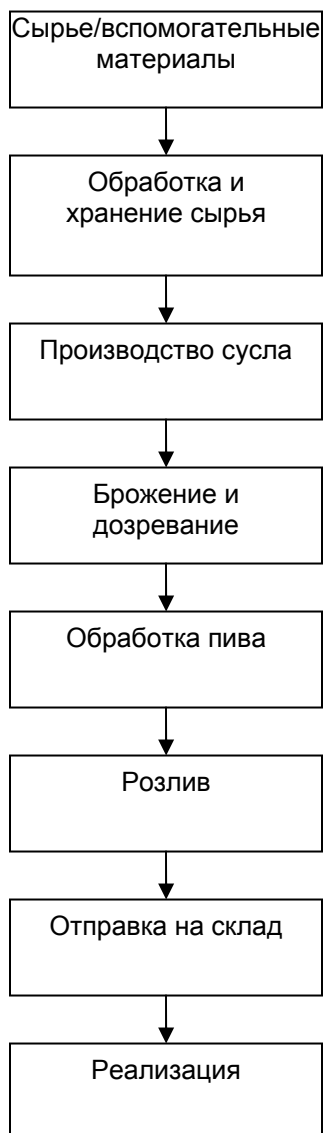 Сырье/вспомогательные
материалы
Обработка и
хранение сырья
Производство сусла
Брожение и
дозревание
Обработка пива
Розлив
Отправка на склад
Реализация